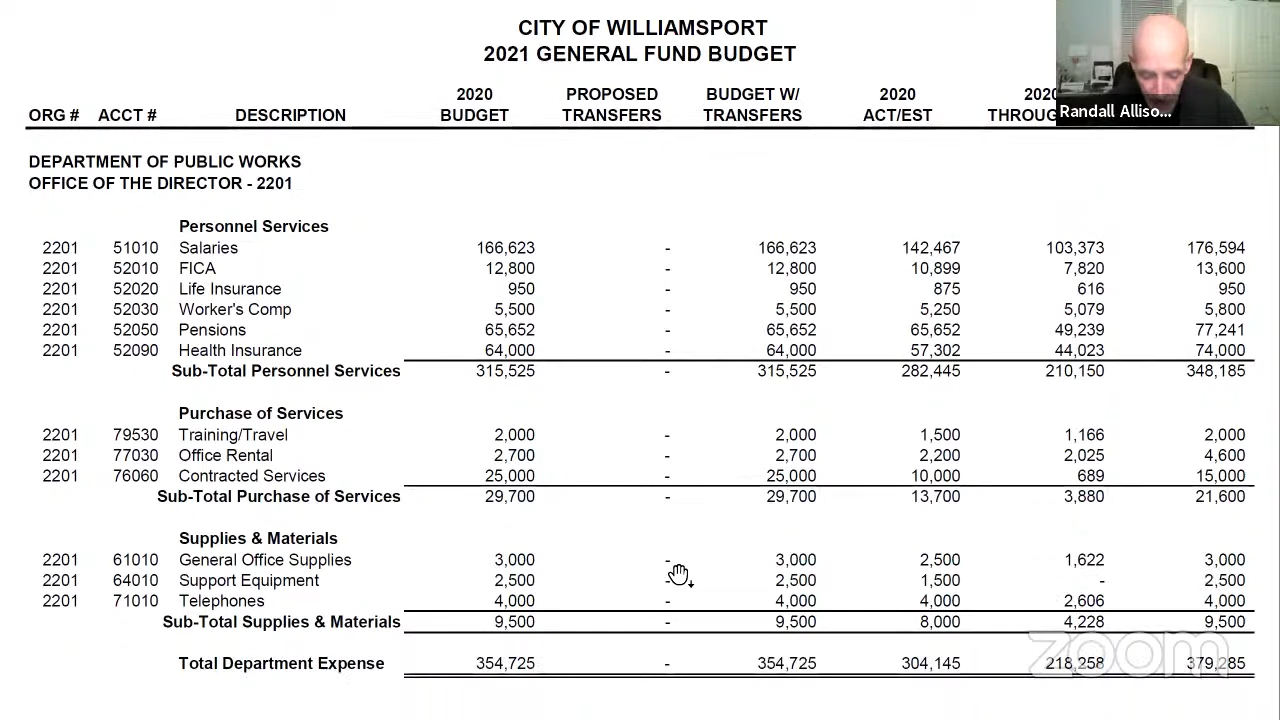 CITY OF WILLIAMSPORT
2021 GENERAL FUND BUDGET
2020 PROPOSED BUDGET W/ 2020 2020
ORG # ACCT # DESCRIPTION BUDGET TRANSFERS TRANSFERS ACT/EST THROUG
Randall Alliso...
DEPARTMENT OF PUBLIC WORKS
OFFICE OF THE DIRECTOR - 2201
Personnel Services
2201 51010 Salaries 166,623 - 166,623 142,467 103,373 176,594
2201 52010 FICA 12,800 - 12,800 10,899 7,820 13,600
2201 52020 Life Insurance 950 - 950 875 616 950
2201 52030 Worker's Comp 5,500 - 5,500 5,250 5,079 5,800
2201 52050 Pensions 65,652 - 65,652 65,652 49,239 77,241
2201 52090 Health Insurance 64,000 - 64,000 57,302 44,023 74,000
Sub-Total Personnel Services 315,525 - 315,525 282,445 210,150 348,185
Purchase of Services
2201 79530 Training/Travel 2,000 - 2,000 1,500 1,166 2,000
2201 77030 Office Rental 2,700 - 2,700 2,200 2,025 4,600
2201 76060 Contracted Services 25,000 - 25,000 10,000 689 15,000
Sub-Total Purchase of Services 29,700 - 29,700 13,700 3,880 21,600
Supplies & Materials
2201 61010 General Office Supplies 3,000 - 3,000 2,500 1,622 3,000
2201 64010 Support Equipment 2,500 - 2,500 1,500 - 2,500
2201 71010 Telephones 4,000 - 4,000 4,000 2,606 4,000
Sub-Total Supplies & Materials 9,500 - 9,500 8,000 4,228 9,500
Total Department Expense 354,725 - 354,725 304,145 218,258 379,285
zoom